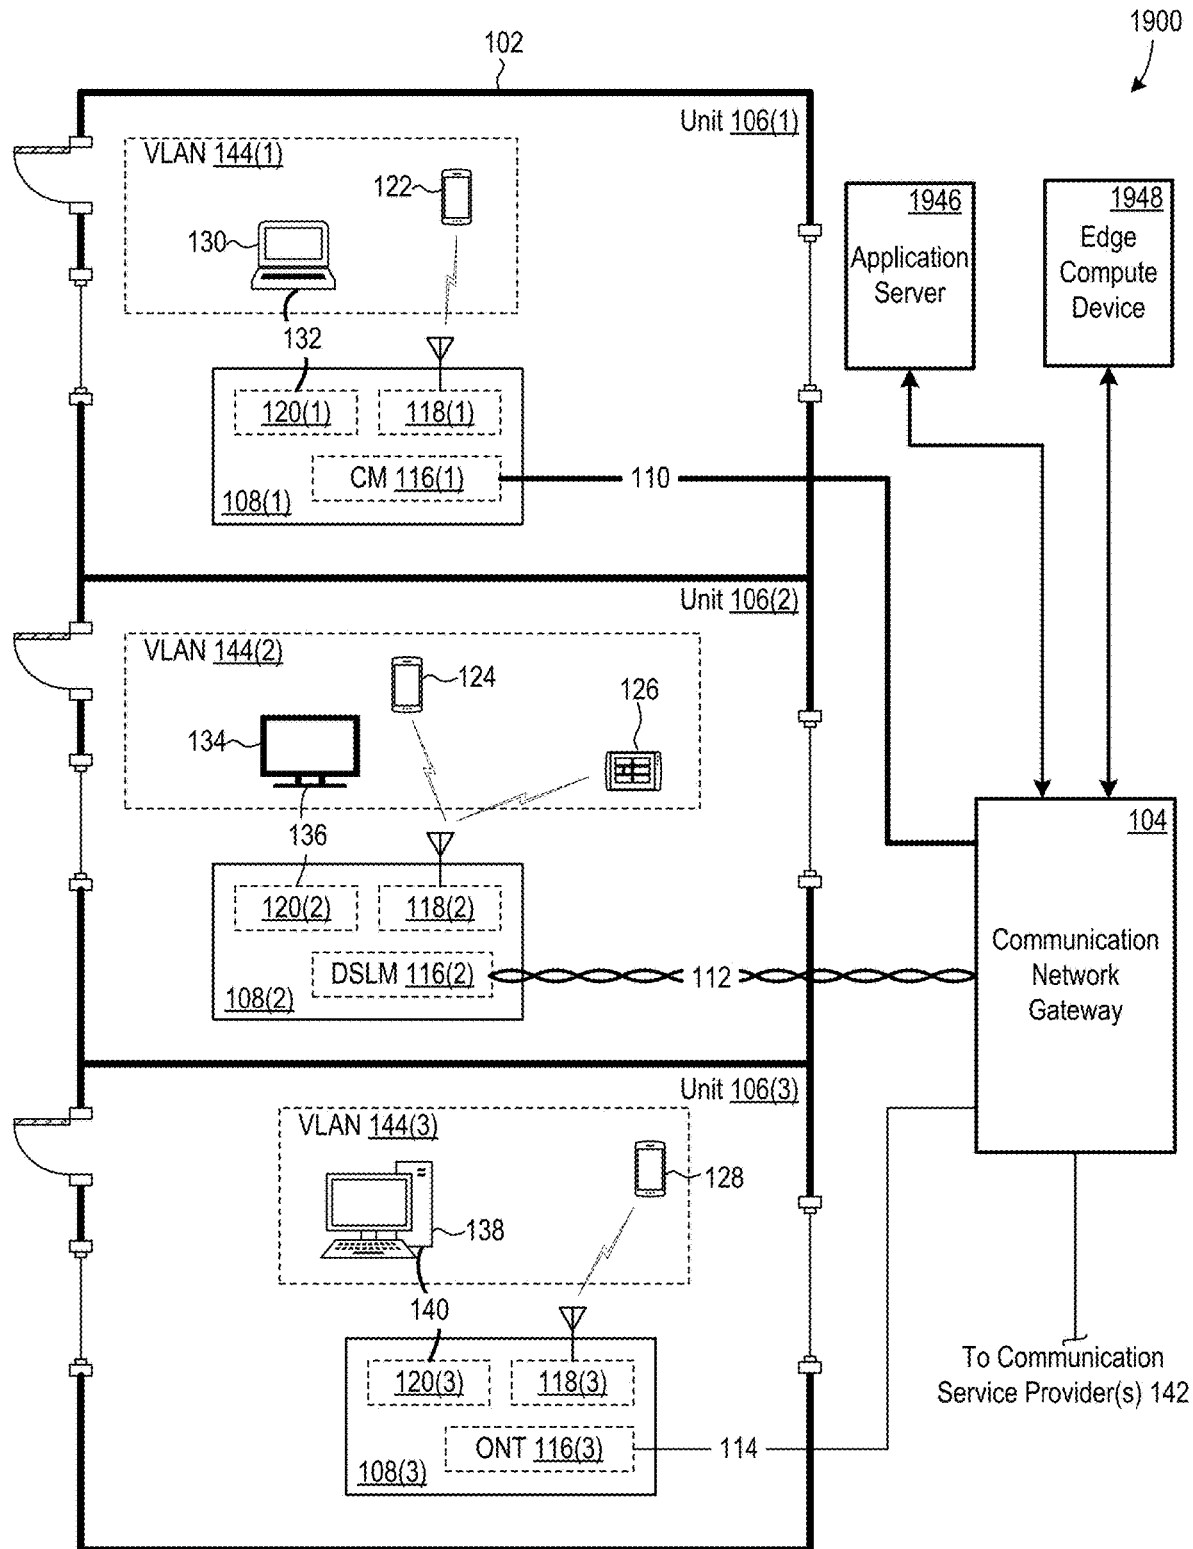 1900
102
Unit 106(1)
VLAN 144(1)
122
130
132
120(1)
118(1)
CM 116(1)
108(1)
110
1946
Application
Server
1948
Edge
Compute
Device
Unit 106(2)
VLAN 144(2)
124
126
134
136
120(2)
118(2)
DSLM 116(2)
108(2)
112
104
Communication
Network
Gateway
Unit 106(3)
VLAN 144(3)
128
138
140
120(3)
118(3)
ONT 116(3)
108(3)
114
To Communication
Service Provider(s) 142